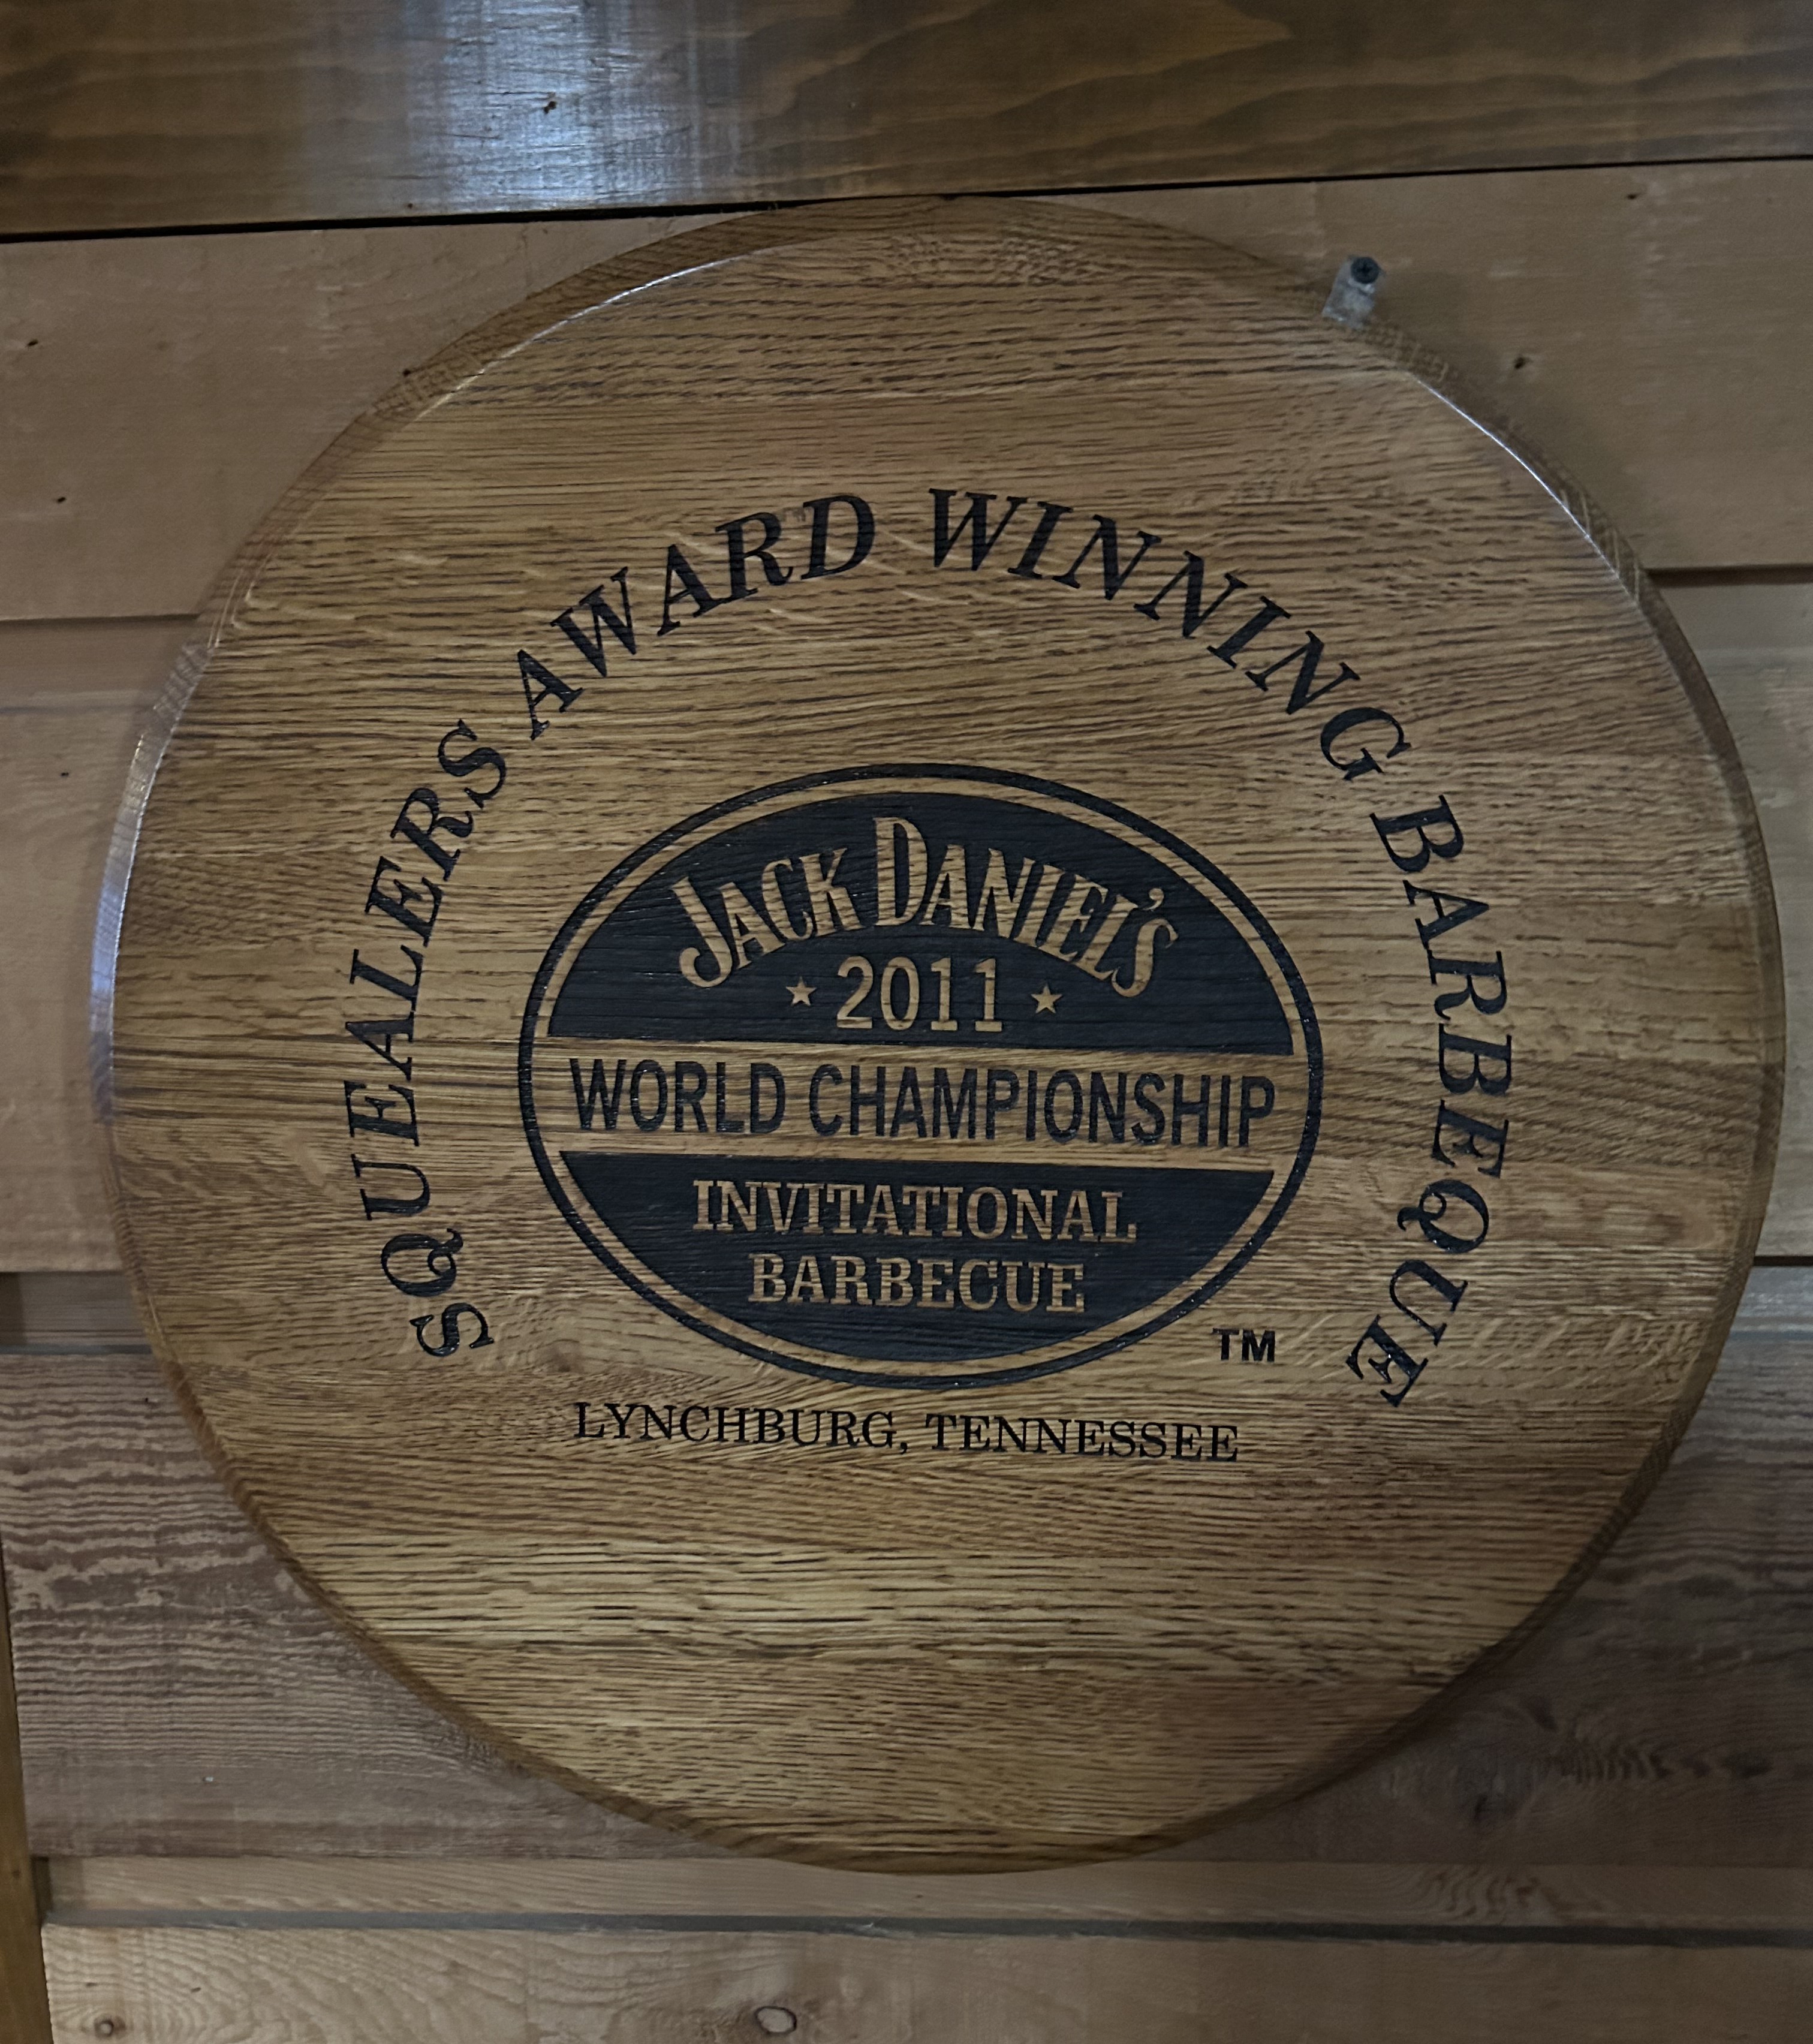 SQUEALERS AWARD WINNING BARBEQUE
JACK DANIEL'S
2011
WORLD CHAMPIONSHIP
INVITATIONAL
BARBECUE
TM
LYNCHBURG, TENNESSEE